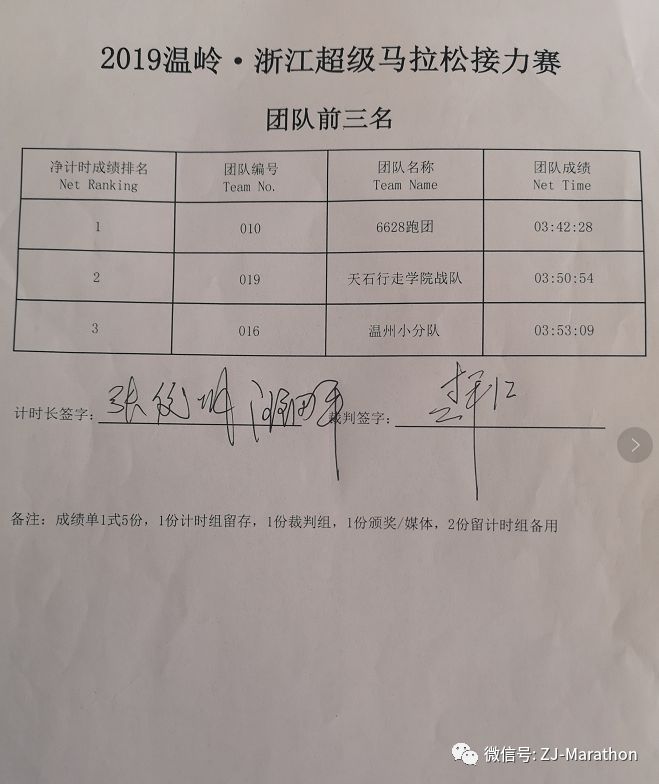 2019温岭·浙江超级马拉松接力赛
团队前三名
净计时成绩排名 团队编号 团队名称 团队成绩
Net Ranking Team No. Team Name Net Time
1 010 6628跑团 03:42:28
2 019 天石行走学院战队 03:50:54
3 016 温州小分队 03:53:09
计时长签字: 裁判签字:
备注: 成绩单1式5份, 1份计时组留存, 1份裁判组, 1份颁奖/媒体, 2份留计时组备用
微信号: ZJ-Marathon